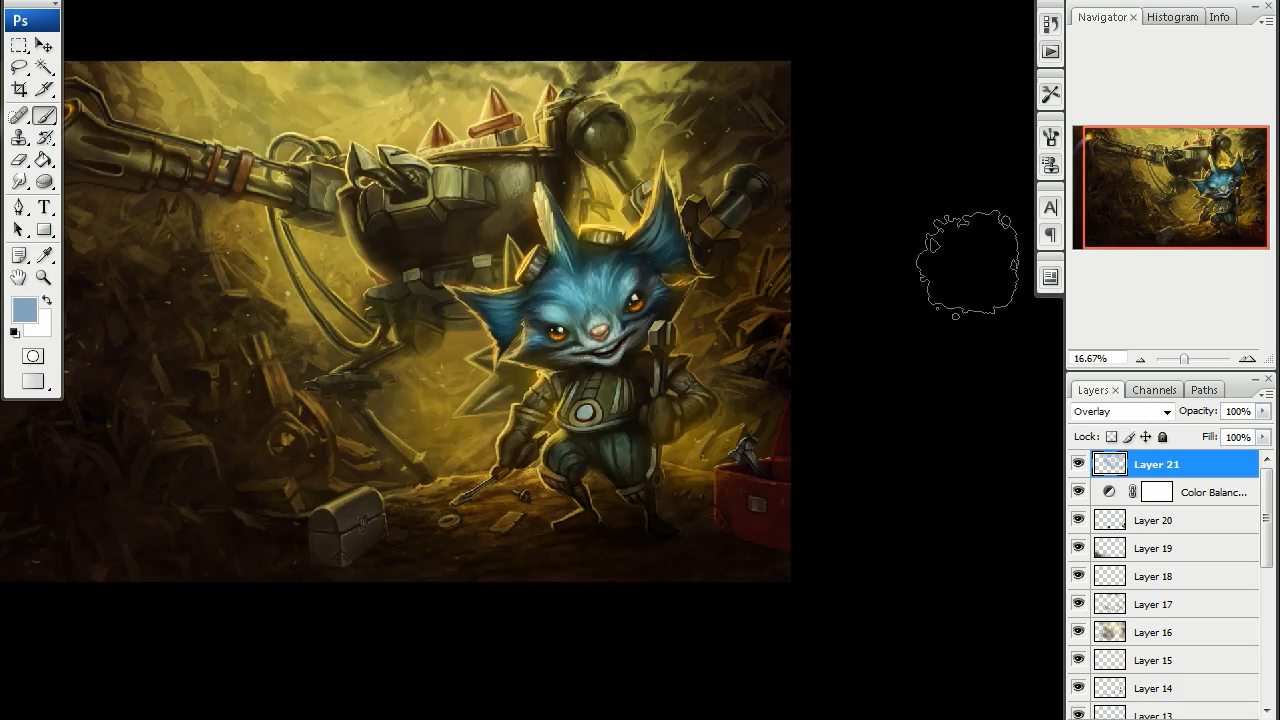 Ps
T
A
Navigator × Histogram Info
16.67%
Layers × Channels Paths
Overlay Opacity: 100%
Lock: Fill: 100%
Layer 21
Color Balanc...
Layer 20
Layer 19
Layer 18
Layer 17
Layer 16
Layer 15
Layer 14
Layer 13